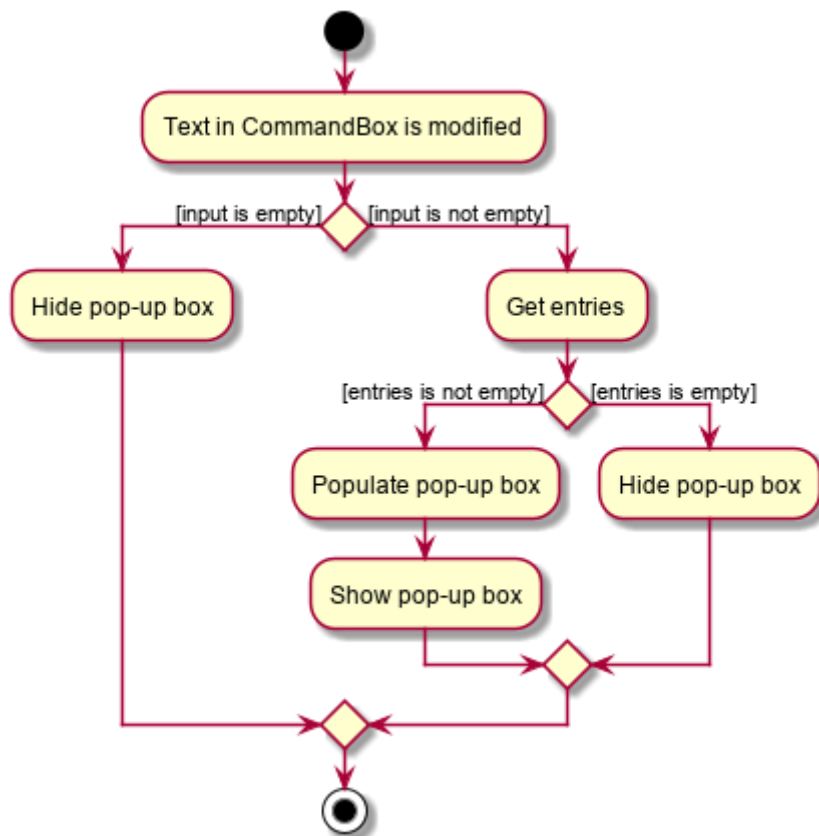 Text in CommandBox is modified
[input is empty]
[input is not empty]
Hide pop-up box
Get entries
[entries is not empty]
[entries is empty]
Populate pop-up box
Hide pop-up box
Show pop-up box